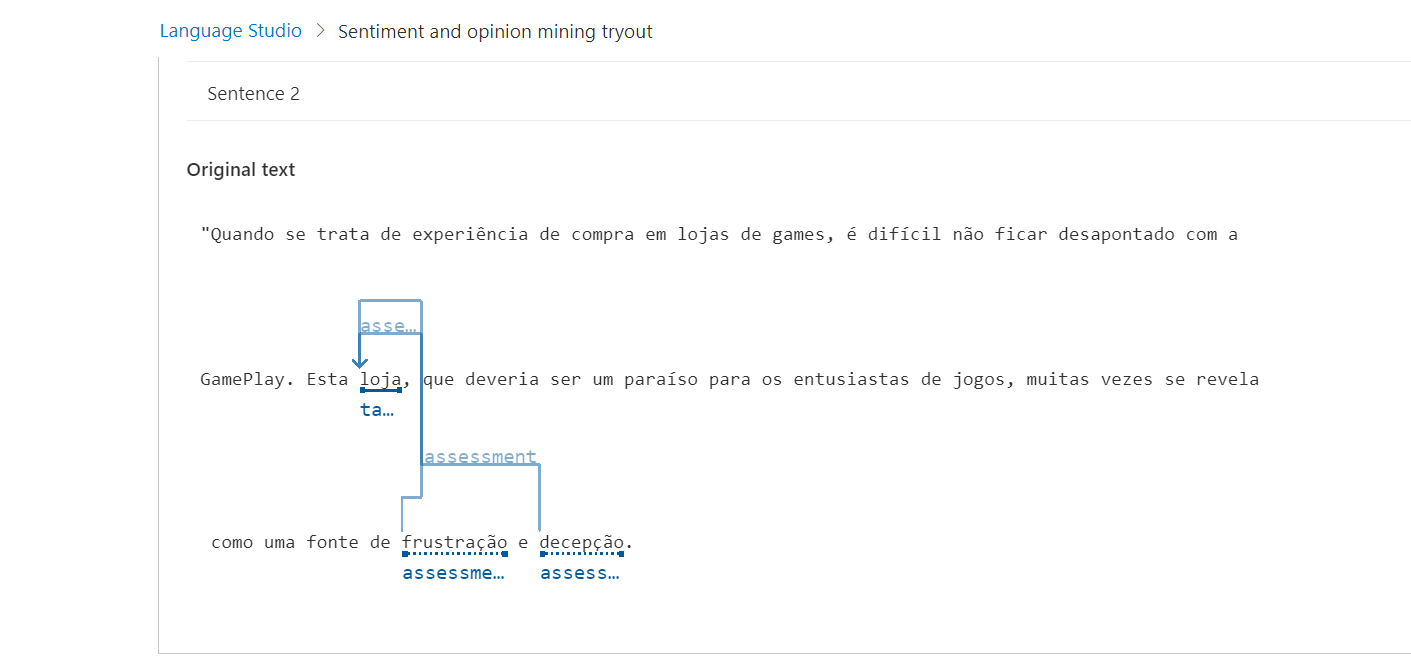 Language Studio > Sentiment and opinion mining tryout
Sentence 2
Original text
"Quando se trata de experiência de compra em lojas de games, é difícil não ficar desapontado com a
asse…
GamePlay. Esta loja, que deveria ser um paraíso para os entusiastas de jogos, muitas vezes se revela
ta…
assessment
como uma fonte de frustração e decepção.
assessme… assess…